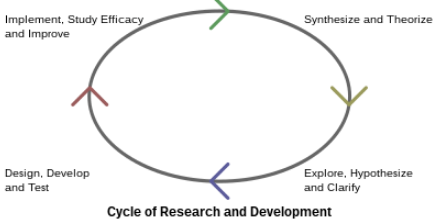 Implement, Study Efficacy
and Improve
Synthesize and Theorize
Design, Develop
and Test
Explore, Hypothesize
and Clarify
Cycle of Research and Development